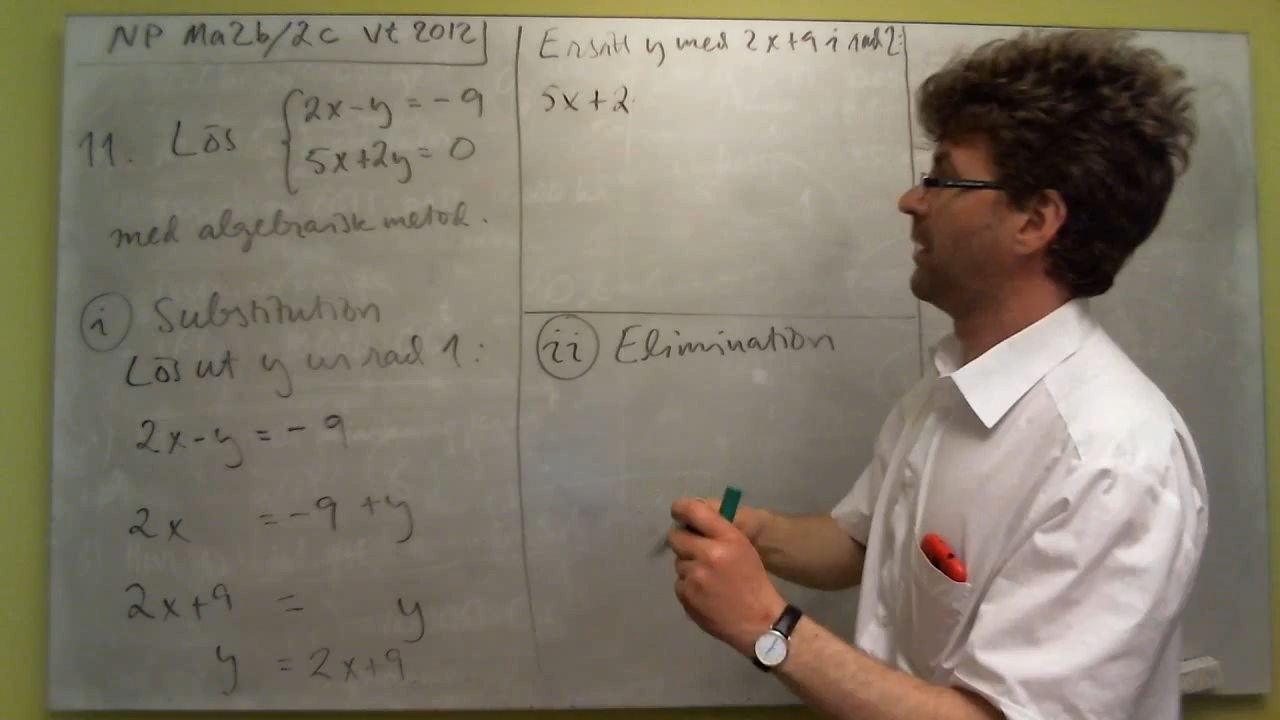 NP Ma2b/2c Vt 2012
11. Lös
2x-y = -9
5x+2y = 0
med algebraisk metod.
i Substitution
Lös ut y ur rad 1:
2x-y = -9
2x = -9 +y
2x+9 = y
y = 2x+9
Ersätt y med 2x+9 i rad 2:
5x+2
ii Elimination